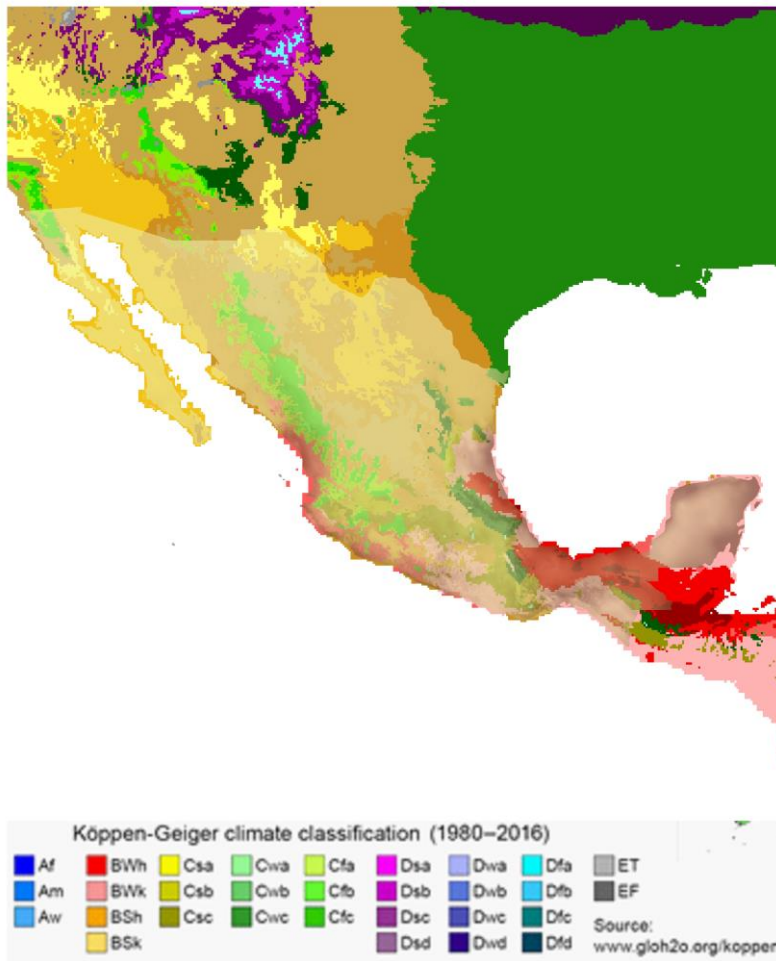 Köppen-Geiger climate classification (1980–2016)
Af BWh Csa Cwa Cfa Dsa Dwa Dfa ET
Am BWk Csb Cwb Cfb Dsb Dwb Dfb EF
Aw BSh Csc Cwc Cfc Dsc Dwc Dfc
BSk Dsd Dwd Dfd
Source:
www.gloh2o.org/koppen